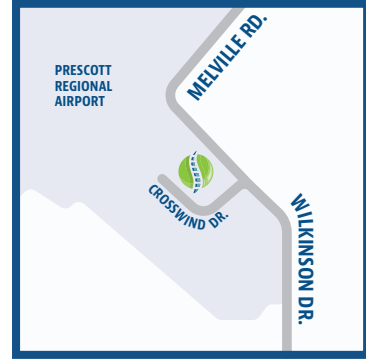 MELVILLE RD.
PRESCOTT
REGIONAL
AIRPORT
CROSSWIND DR.
WILKINSON DR.